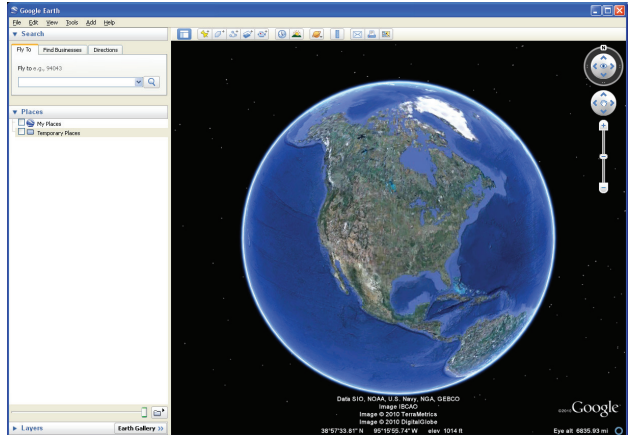 Google Earth
File Edit View Tools Add Help
Search
Fly To Find Businesses Directions
Fly to e.g., 94043
Places
My Places
Temporary Places
Layers
Earth Gallery >>
N
Data SIO, NOAA, U.S. Navy, NGA, GEBCO
Image IBCAO
Image © 2010 TerraMetrics
Image © 2010 DigitalGlobe
©2010 Google
38°57'33.81" N 95°15'55.74" W elev 1014 ft
Eye alt 6835.93 mi